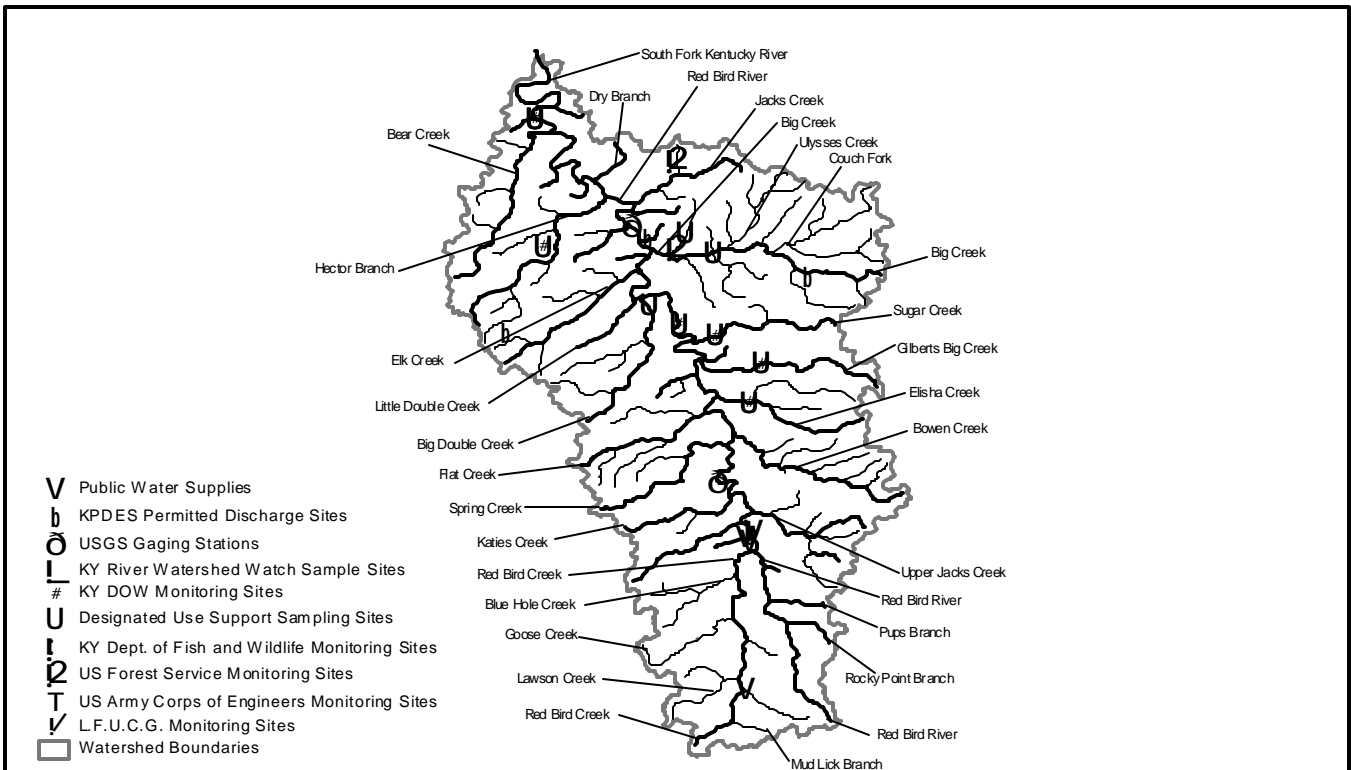 South Fork Kentucky River
Red Bird River
Dry Branch
Jacks Creek
Big Creek
Bear Creek
Ulysses Creek
Couch Fork
Big Creek
Hector Branch
Sugar Creek
Gilberts Big Creek
Elk Creek
Elisha Creek
Little Double Creek
Bowen Creek
Big Double Creek
Flat Creek
Spring Creek
Katies Creek
Red Bird Creek
Upper Jacks Creek
Blue Hole Creek
Red Bird River
Goose Creek
Pups Branch
Lawson Creek
Rocky Point Branch
Red Bird Creek
Red Bird River
Mud Lick Branch
V Public Water Supplies
þ KPDES Permitted Discharge Sites
ð USGS Gaging Stations
KY River Watershed Watch Sample Sites
# KY DOW Monitoring Sites
U Designated Use Support Sampling Sites
KY Dept. of Fish and Wildlife Monitoring Sites
US Forest Service Monitoring Sites
T US Army Corps of Engineers Monitoring Sites
L.F.U.C.G. Monitoring Sites
Watershed Boundaries